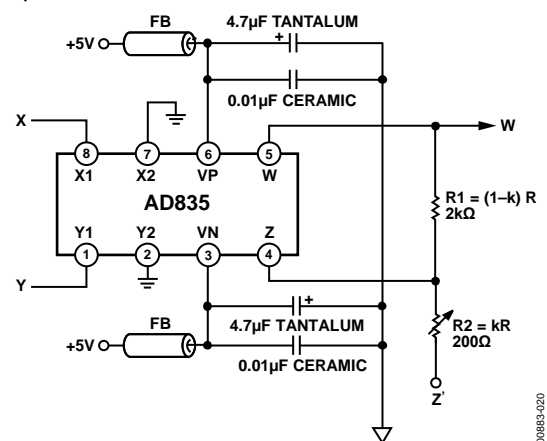 FB
4.7µF TANTALUM
+5V
+
0.01µF CERAMIC
X
W
8
7
6
5
X1
X2
VP
W
R1 = (1–k) R
2kΩ
AD835
Y1
Y2
VN
Z
1
2
3
4
Y
+
FB
4.7µF TANTALUM
R2 = kR
200Ω
+5V
0.01µF CERAMIC
Z'
00883-020